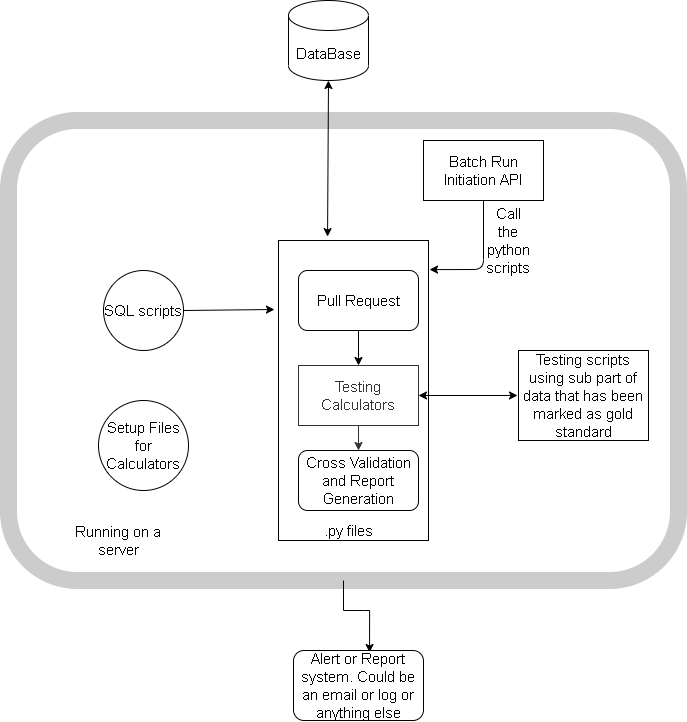 DataBase
Batch Run
Initiation API
Call
the
python
scripts
SQL scripts
Pull Request
Testing
Calculators
Testing scripts
using sub part of
data that has been
marked as gold
standard
Setup Files
for
Calculators
Cross Validation
and Report
Generation
.py files
Running on a
server
Alert or Report
system. Could be
an email or log or
anything else